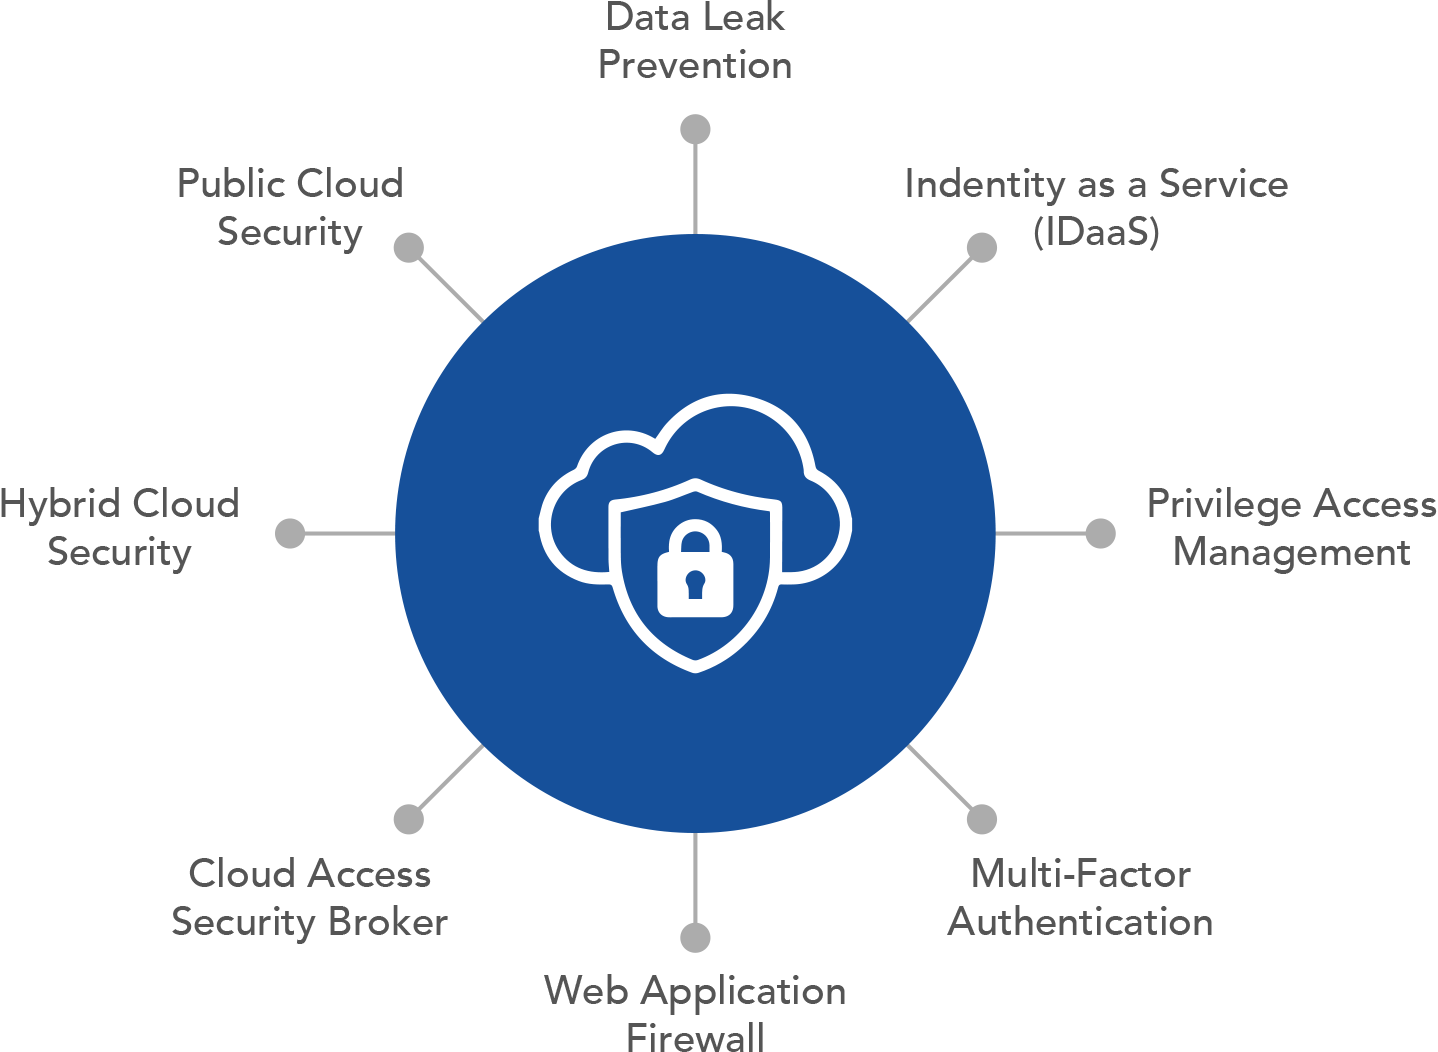 Data Leak
Prevention
Public Cloud
Security
Indentity as a Service
(IDaaS)
Hybrid Cloud
Security
Privilege Access
Management
Cloud Access
Security Broker
Multi-Factor
Authentication
Web Application
Firewall